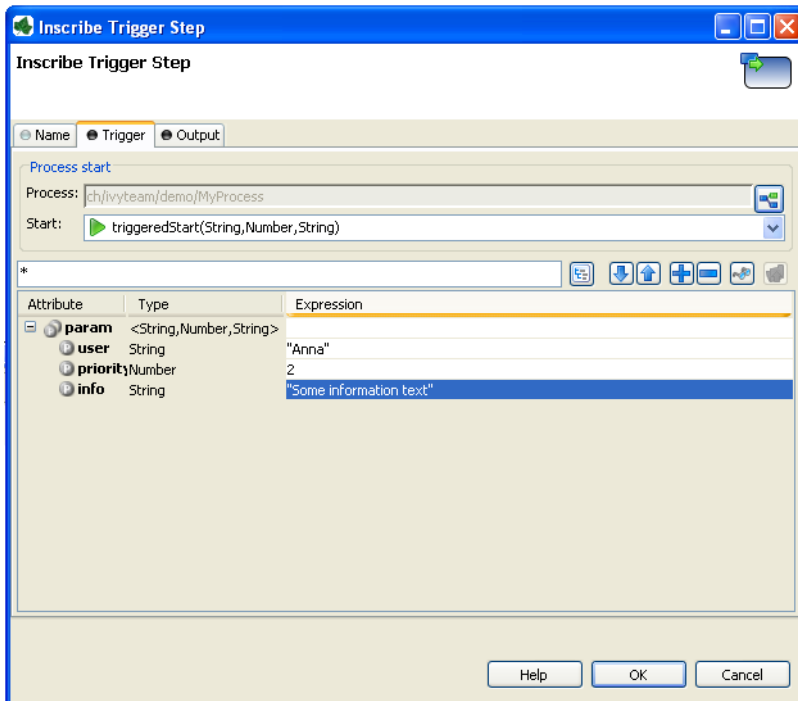 Inscribe Trigger Step
Inscribe Trigger Step
Name Trigger Output
Process start
Process: ch/ivyteam/demo/MyProcess
Start: triggeredStart(String,Number,String)
*
Attribute Type Expression
param <String,Number,String>
user String "Anna"
priority Number 2
info String "Some information text"
Help OK Cancel